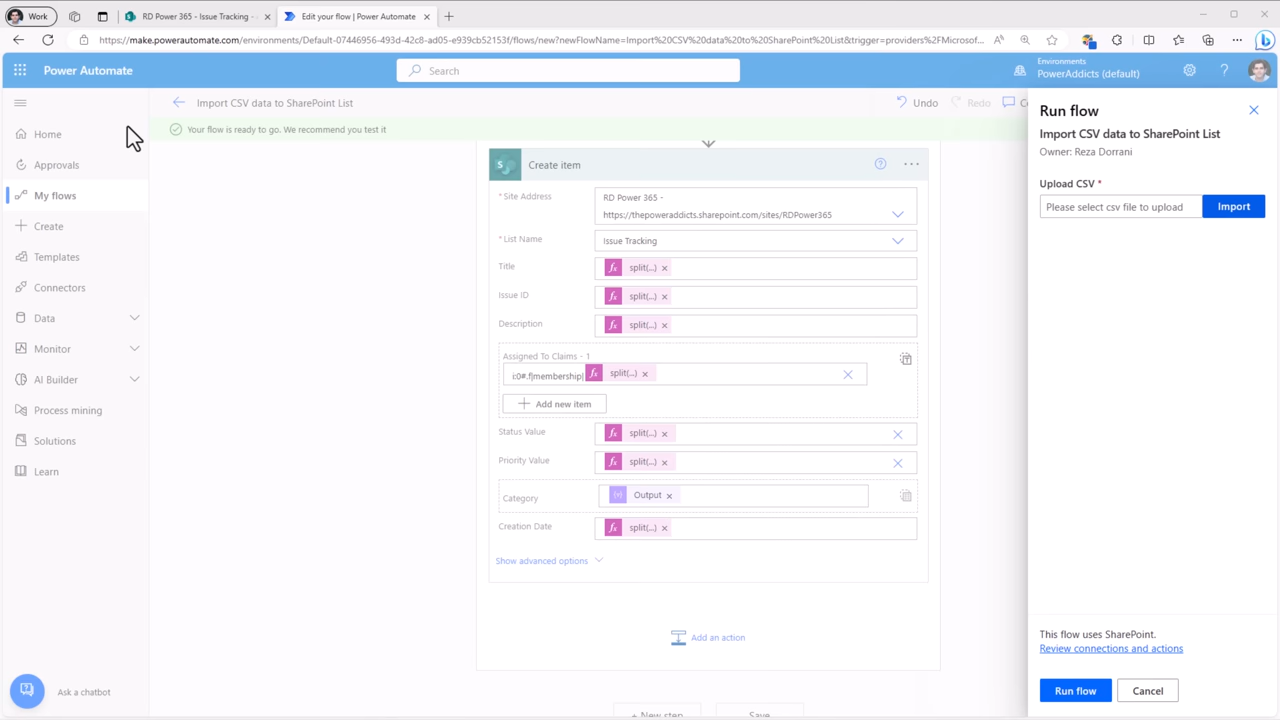 Work
RD Power 365 - Issue Tracking -
Edit your flow | Power Automate
https://make.powerautomate.com/environments/Default-07446956-493d-42c8-ad05-e939cb52153f/flows/new?newFlowName=Import%20CSV%20data%20to%20SharePoint%20List&trigger=providers%2FMicrosof...
Power Automate
Search
Environments
PowerAddicts (default)
Import CSV data to SharePoint List
Undo
Redo
Your flow is ready to go. We recommend you test it
Home
Approvals
My flows
Create
Templates
Connectors
Data
Monitor
AI Builder
Process mining
Solutions
Learn
Ask a chatbot
Create item
* Site Address
RD Power 365 -
https://thepoweraddicts.sharepoint.com/sites/RDPower365
* List Name
Issue Tracking
Title
split(...) x
Issue ID
split(...) x
Description
split(...) x
Assigned To Claims - 1
i:0#.f|membership| split(...) x
Add new item
Status Value
split(...) x
Priority Value
split(...) x
Category
Output x
Creation Date
split(...) x
Show advanced options
Add an action
+ New step
Save
Run flow
Import CSV data to SharePoint List
Owner: Reza Dorrani
Upload CSV *
Please select csv file to upload
Import
This flow uses SharePoint.
Review connections and actions
Run flow
Cancel